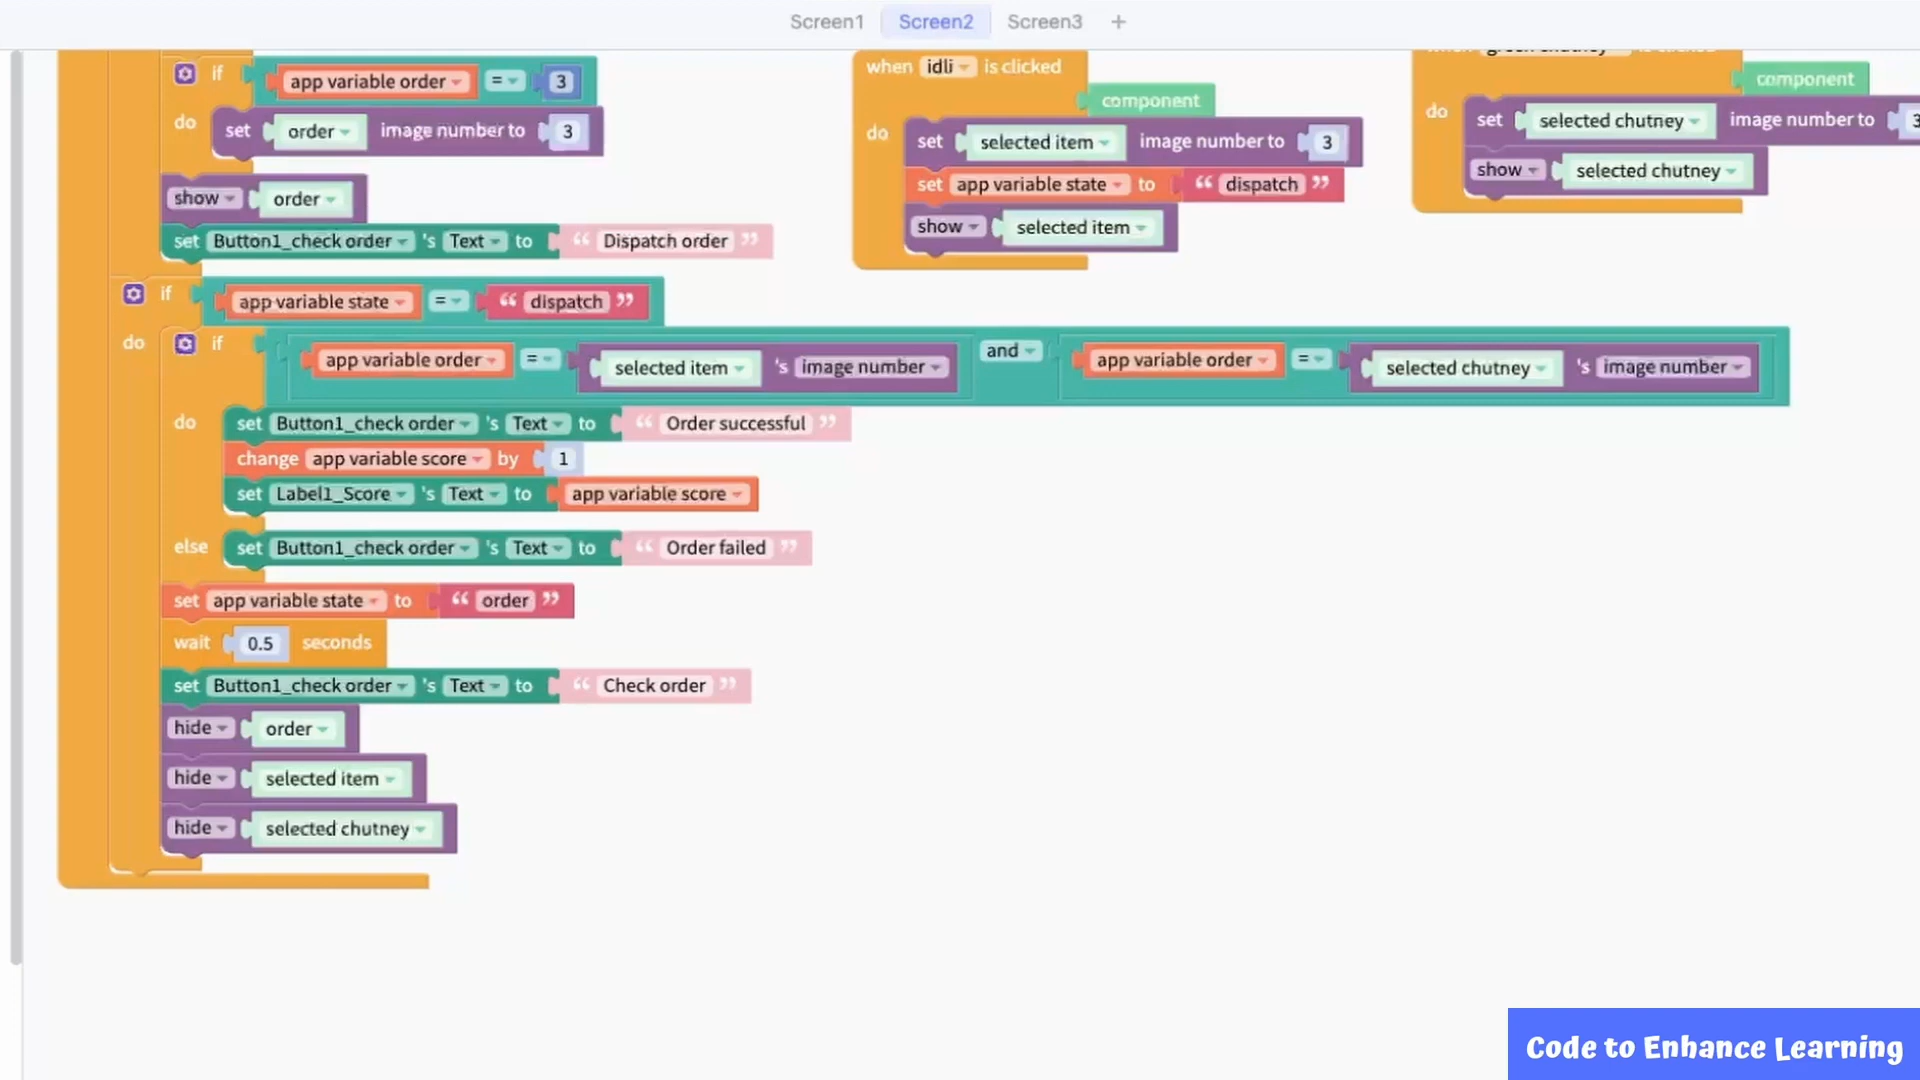 Screen1 Screen2 Screen3 +
if app variable order = 3
do set order image number to 3
show order
set Button1_check order 's Text to “ Dispatch order ”
if app variable state = “ dispatch ”
do if app variable order = selected item 's image number and app variable order = selected chutney 's image number
do set Button1_check order 's Text to “ Order successful ”
change app variable score by 1
set Label1_Score 's Text to app variable score
else set Button1_check order 's Text to “ Order failed ”
set app variable state to “ order ”
wait 0.5 seconds
set Button1_check order 's Text to “ Check order ”
hide order
hide selected item
hide selected chutney
when idli is clicked
component
do set selected item image number to 3
set app variable state to “ dispatch ”
show selected item
component
do set selected chutney image number to 3
show selected chutney
Code to Enhance Learning